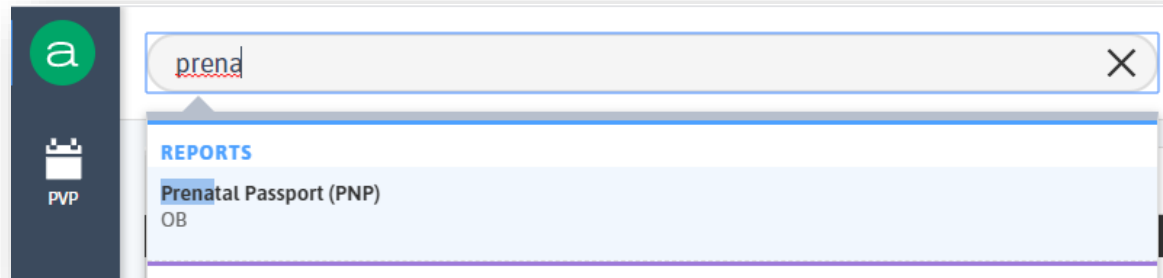 a
prena
PVP
REPORTS
Prenatal Passport (PNP)
OB